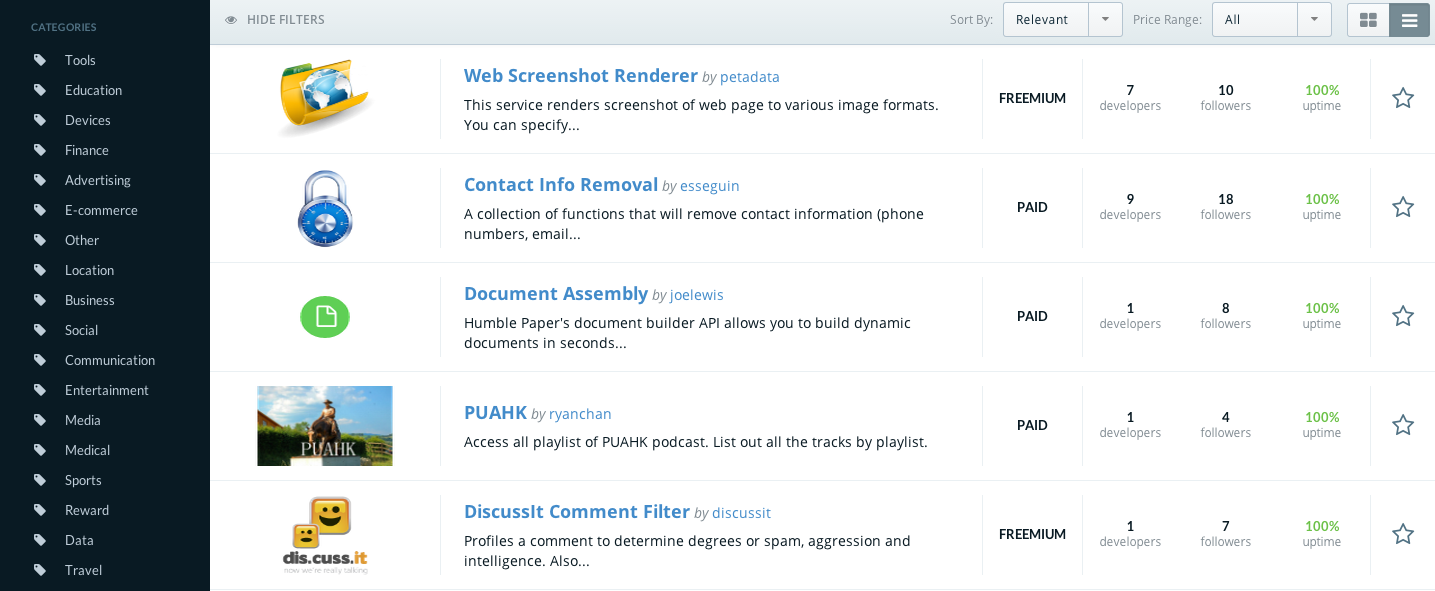 CATEGORIES
Tools
Education
Devices
Finance
Advertising
E-commerce
Other
Location
Business
Social
Communication
Entertainment
Media
Medical
Sports
Reward
Data
Travel
HIDE FILTERS
Sort By: Relevant Price Range: All
Web Screenshot Renderer by petadata
This service renders screenshot of web page to various image formats.
You can specify...
FREEMIUM
7 developers
10 followers
100% uptime
Contact Info Removal by esseguin
A collection of functions that will remove contact information (phone
numbers, email...
PAID
9 developers
18 followers
100% uptime
Document Assembly by joelewis
Humble Paper's document builder API allows you to build dynamic
documents in seconds...
PAID
1 developers
8 followers
100% uptime
PUAHK
PUAHK by ryanchan
Access all playlist of PUAHK podcast. List out all the tracks by playlist.
PAID
1 developers
4 followers
100% uptime
dis.cuss.it
now we're really talking
DiscussIt Comment Filter by discussit
Profiles a comment to determine degrees or spam, aggression and
intelligence. Also...
FREEMIUM
1 developers
7 followers
100% uptime